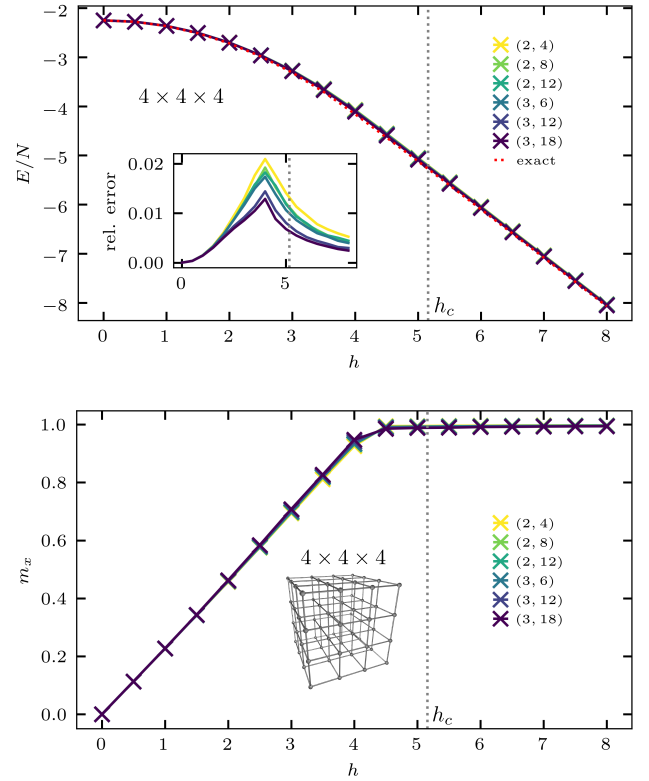 −2
−3
−4
−5
−6
−7
−8
E/N
4 × 4 × 4
(2, 4)
(2, 8)
(2, 12)
(3, 6)
(3, 12)
(3, 18)
exact
0.02
0.01
0.00
rel. error
0 5
h_c
0 1 2 3 4 5 6 7 8
h
1.0
0.8
0.6
0.4
0.2
0.0
m_x
4 × 4 × 4
(2, 4)
(2, 8)
(2, 12)
(3, 6)
(3, 12)
(3, 18)
h_c
0 1 2 3 4 5 6 7 8
h